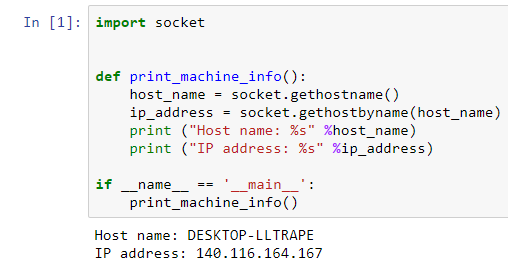 In [1]: import socket
def print_machine_info():
host_name = socket.gethostname()
ip_address = socket.gethostbyname(host_name)
print ("Host name: %s" %host_name)
print ("IP address: %s" %ip_address)
if __name__ == '__main__':
print_machine_info()
Host name: DESKTOP-LLTRAPE
IP address: 140.116.164.167